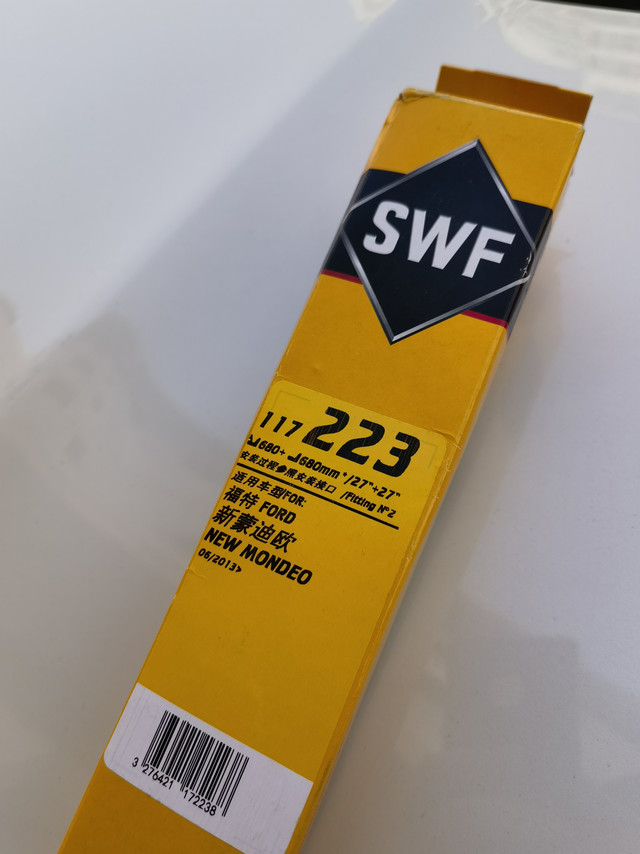 SWF
117 223
680+ 680mm*/27"+27"
安装过程参照安装接口 /Fitting N°2
适用车型FOR:
福特 FORD
新蒙迪欧
NEW MONDEO
06/2013>
3 276421 172238